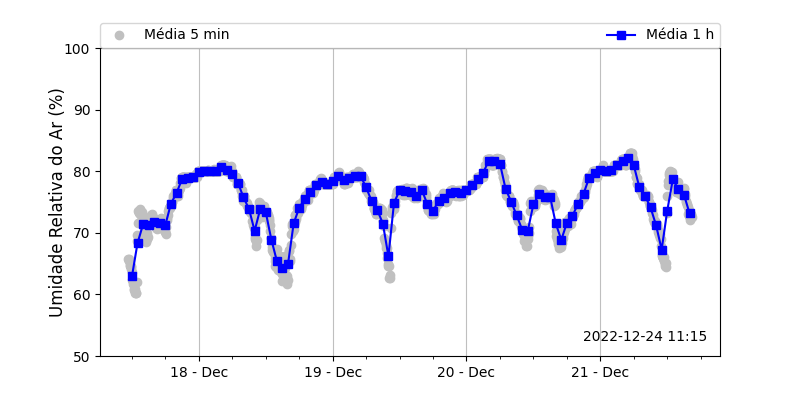 Média 5 min
Média 1 h
Umidade Relativa do Ar (%)
100
90
80
70
60
50
2022-12-24 11:15
18 - Dec
19 - Dec
20 - Dec
21 - Dec